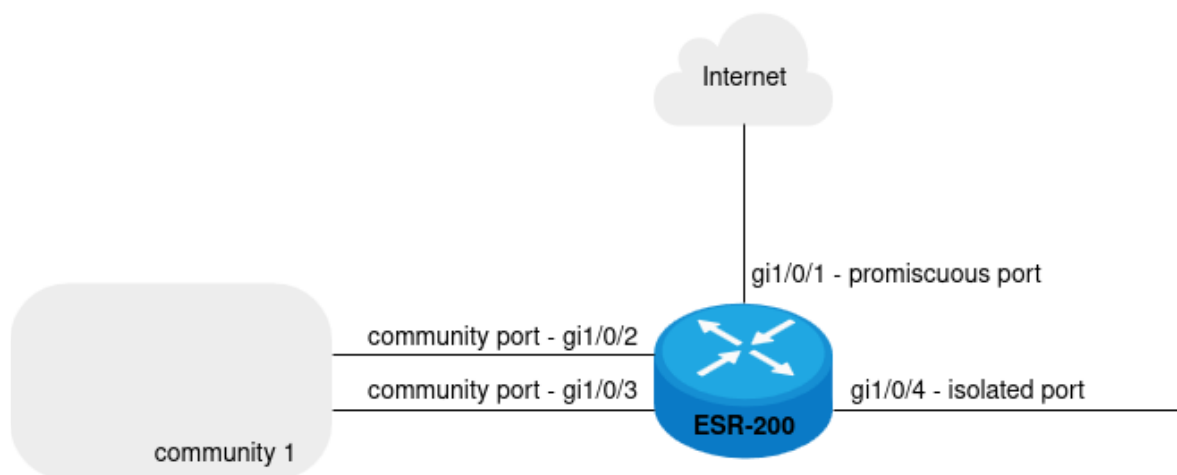 Internet
gi1/0/1 - promiscuous port
community port - gi1/0/2
community port - gi1/0/3
gi1/0/4 - isolated port
ESR-200
community 1